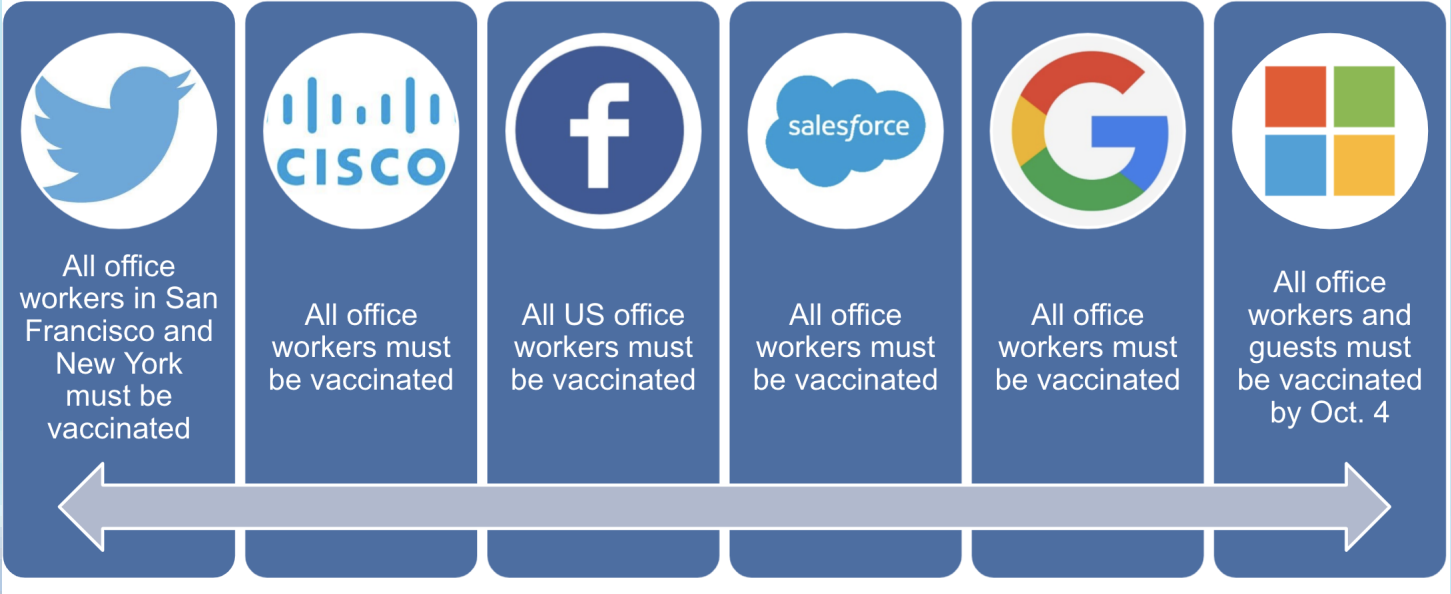 CISCO
f
salesforce
G
All office
workers in San
Francisco and
New York
must be
vaccinated
All office
workers must
be vaccinated
All US office
workers must
be vaccinated
All office
workers must
be vaccinated
All office
workers must
be vaccinated
All office
workers and
guests must
be vaccinated
by Oct. 4